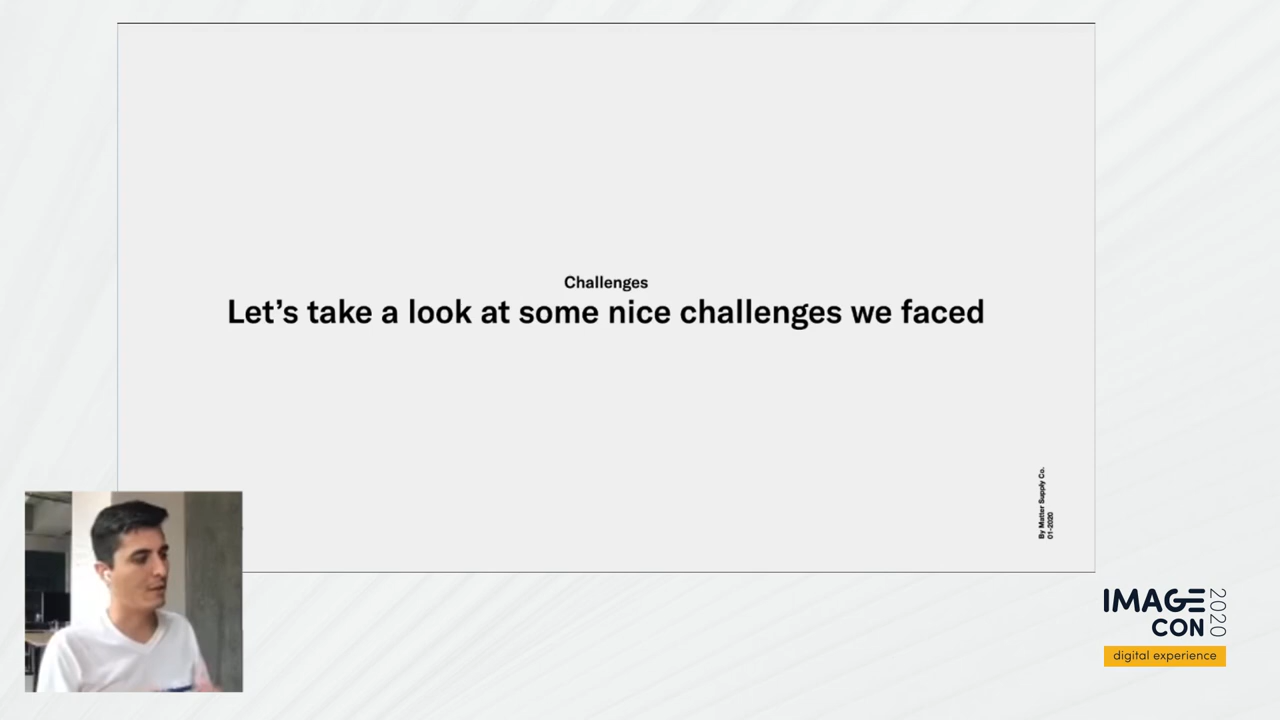 Challenges
Let’s take a look at some nice challenges we faced
By Matter Supply Co.
01-2020
IMAGE
CON
2020
digital experience